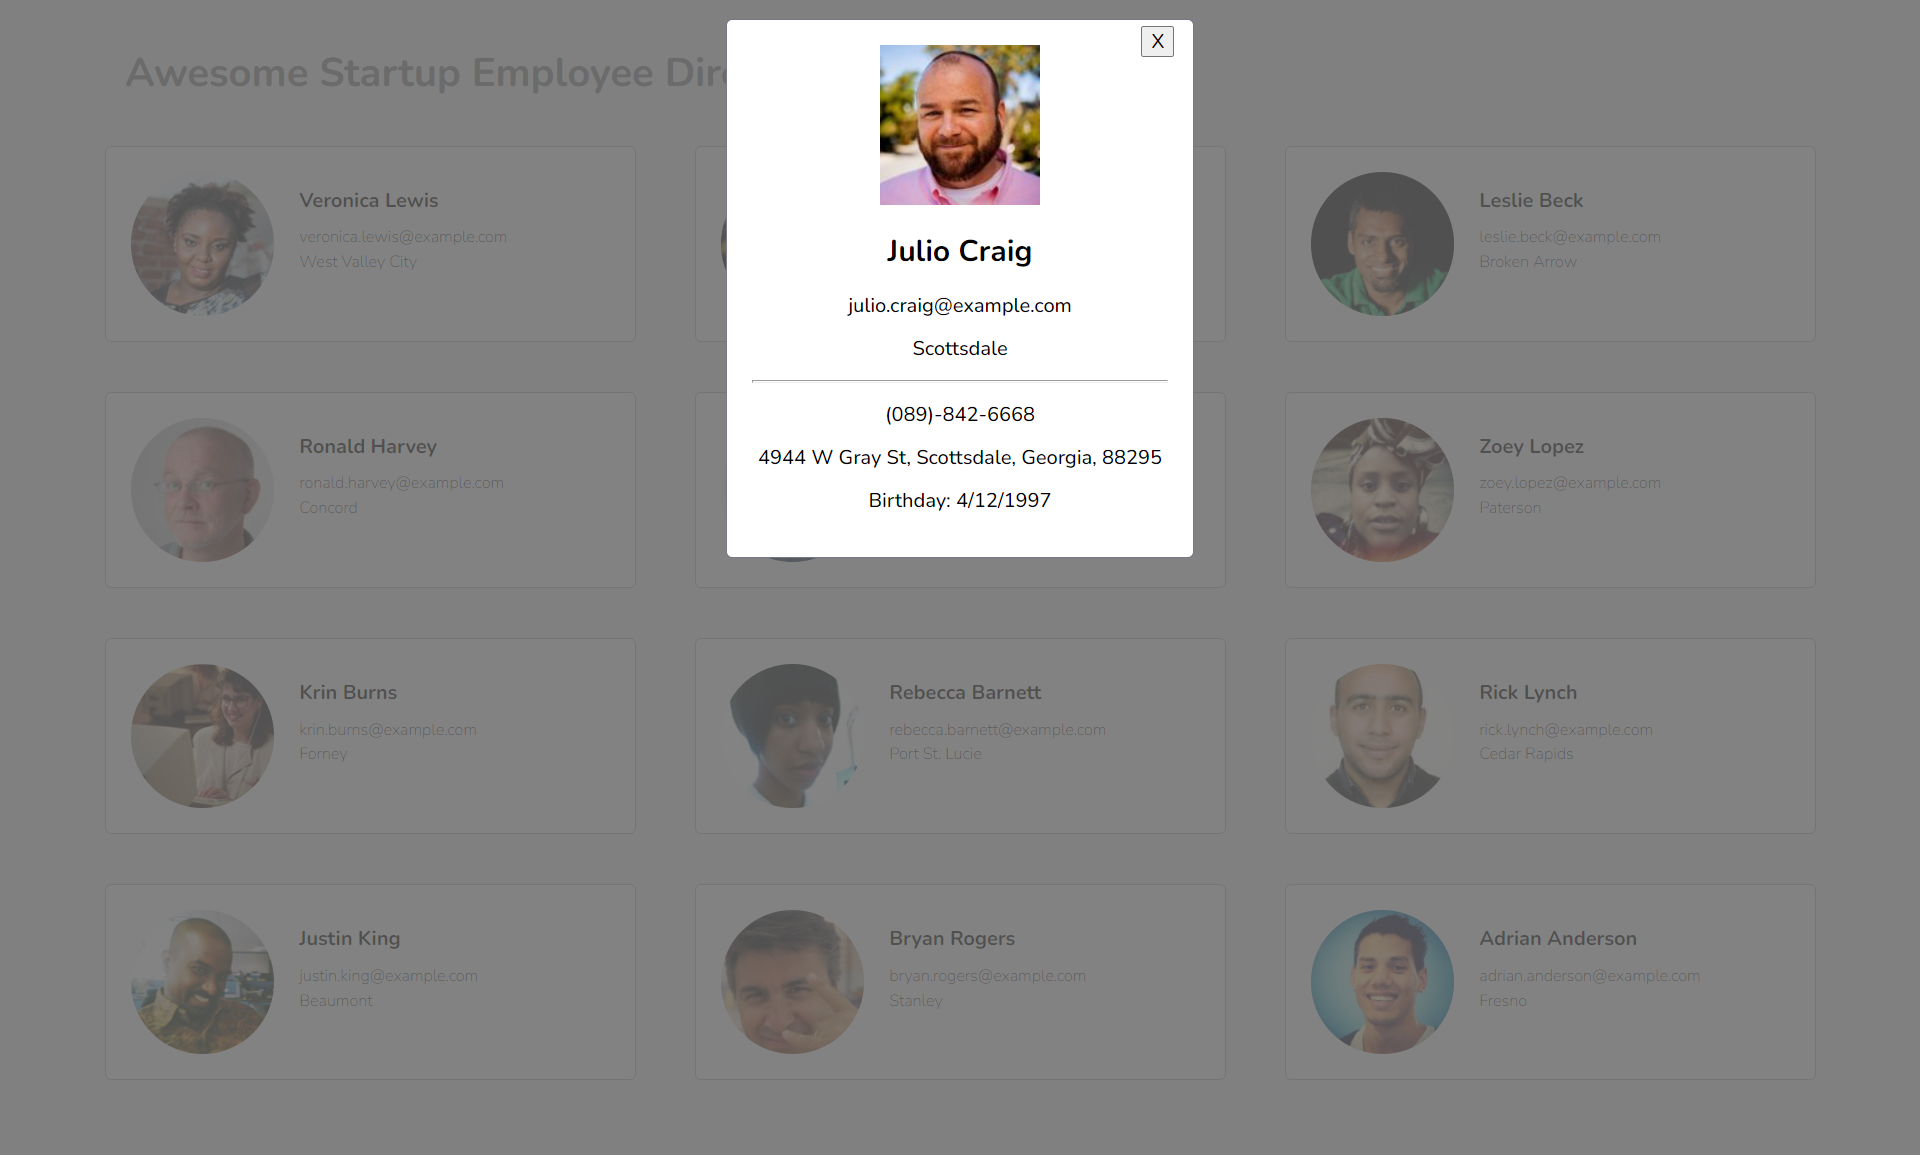 Awesome Startup Employee Dir
X
Julio Craig
julio.craig@example.com
Scottsdale
(089)-842-6668
4944 W Gray St, Scottsdale, Georgia, 88295
Birthday: 4/12/1997
Veronica Lewis
veronica.lewis@example.com
West Valley City
Leslie Beck
leslie.beck@example.com
Broken Arrow
Ronald Harvey
ronald.harvey@example.com
Concord
Zoey Lopez
zoey.lopez@example.com
Paterson
Krin Burns
krin.burns@example.com
Forney
Rebecca Barnett
rebecca.barnett@example.com
Port St. Lucie
Rick Lynch
rick.lynch@example.com
Cedar Rapids
Justin King
justin.king@example.com
Beaumont
Bryan Rogers
bryan.rogers@example.com
Stanley
Adrian Anderson
adrian.anderson@example.com
Fresno